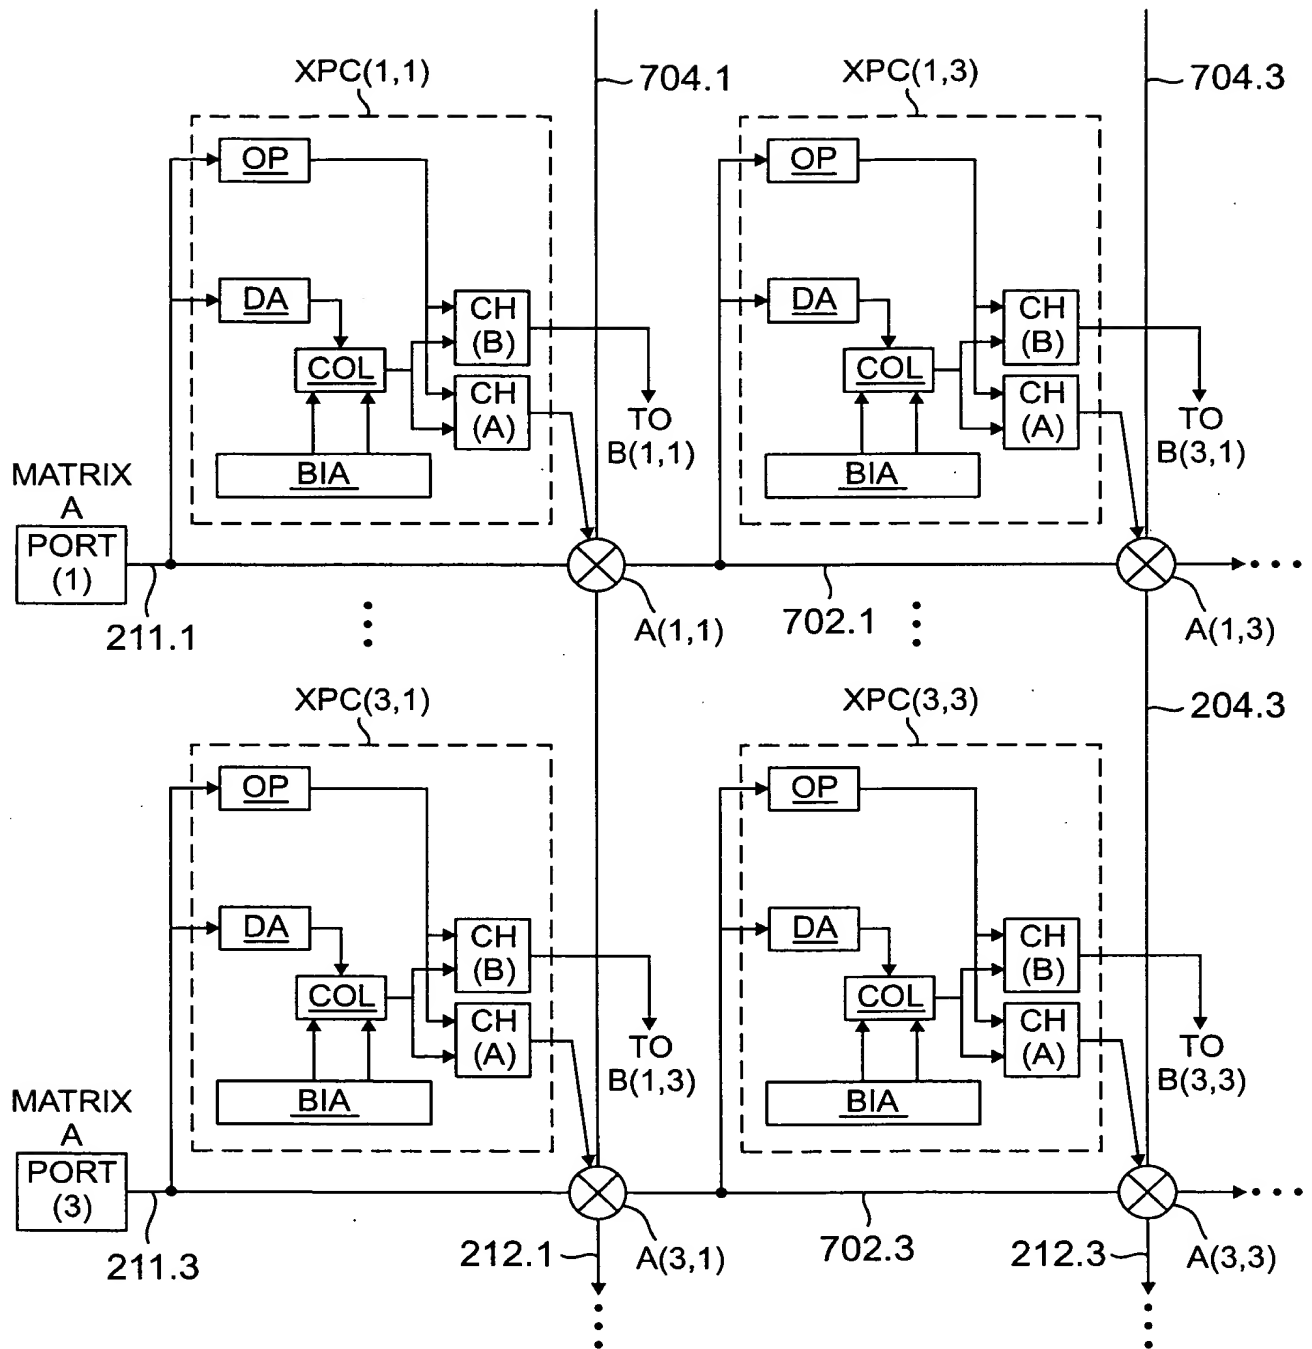 XPC(1,1)
704.1
XPC(1,3)
704.3
OP
OP
DA
DA
CH
(B)
CH
(B)
COL
COL
CH
(A)
CH
(A)
TO
B(1,1)
TO
B(3,1)
BIA
BIA
MATRIX
A
PORT
(1)
211.1
A(1,1)
702.1
A(1,3)
XPC(3,1)
XPC(3,3)
204.3
OP
OP
DA
DA
CH
(B)
CH
(B)
COL
COL
CH
(A)
CH
(A)
TO
B(1,3)
TO
B(3,3)
BIA
BIA
MATRIX
A
PORT
(3)
211.3
212.1
A(3,1)
702.3
212.3
A(3,3)